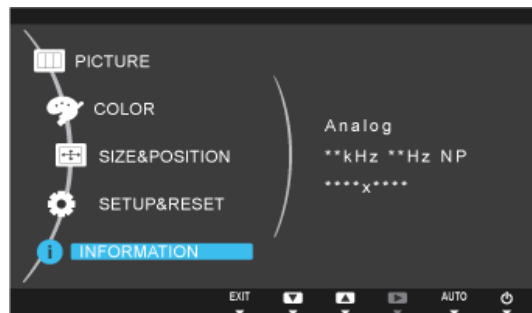 PICTURE
COLOR
SIZE&POSITION
SETUP&RESET
INFORMATION
Analog
**kHz **Hz NP
****x****
EXIT
AUTO